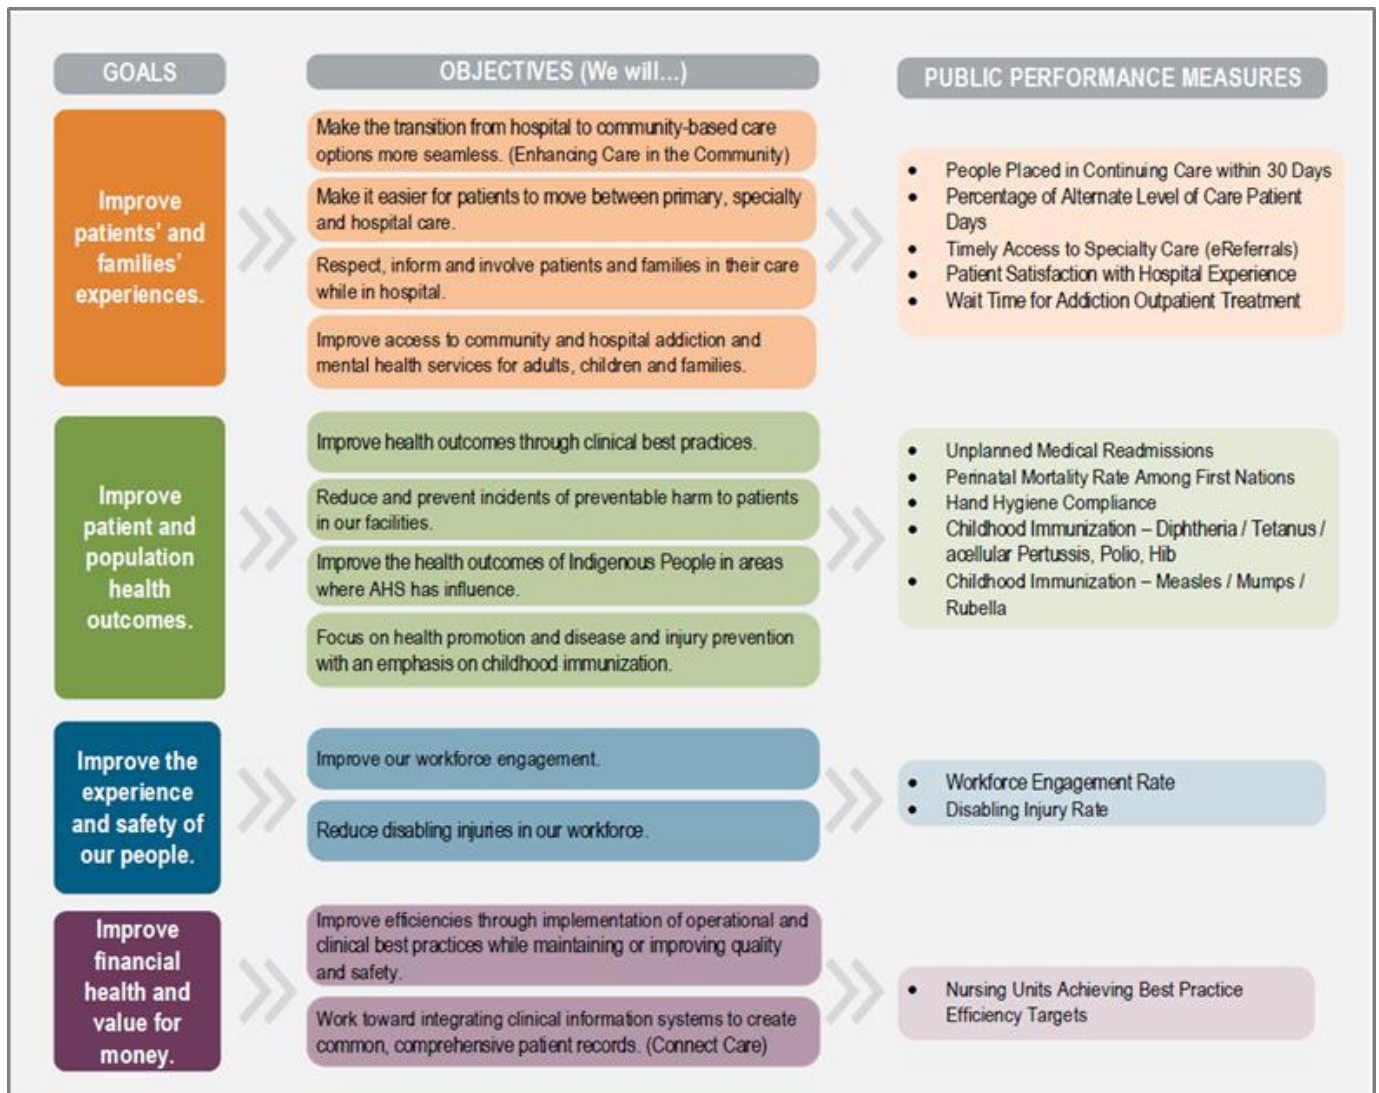 GOALS
OBJECTIVES (We will...)
PUBLIC PERFORMANCE MEASURES
Improve
patients' and
families'
experiences.
Make the transition from hospital to community-based care
options more seamless. (Enhancing Care in the Community)
Make it easier for patients to move between primary, specialty
and hospital care.
Respect, inform and involve patients and families in their care
while in hospital.
Improve access to community and hospital addiction and
mental health services for adults, children and families.
• People Placed in Continuing Care within 30 Days
• Percentage of Alternate Level of Care Patient
Days
• Timely Access to Specialty Care (eReferrals)
• Patient Satisfaction with Hospital Experience
• Wait Time for Addiction Outpatient Treatment
Improve
patient and
population
health
outcomes.
Improve health outcomes through clinical best practices.
Reduce and prevent incidents of preventable harm to patients
in our facilities.
Improve the health outcomes of Indigenous People in areas
where AHS has influence.
Focus on health promotion and disease and injury prevention
with an emphasis on childhood immunization.
• Unplanned Medical Readmissions
• Perinatal Mortality Rate Among First Nations
• Hand Hygiene Compliance
• Childhood Immunization – Diphtheria / Tetanus /
acellular Pertussis, Polio, Hib
• Childhood Immunization – Measles / Mumps /
Rubella
Improve the
experience
and safety of
our people.
Improve our workforce engagement.
Reduce disabling injuries in our workforce.
• Workforce Engagement Rate
• Disabling Injury Rate
Improve
financial
health and
value for
money.
Improve efficiencies through implementation of operational and
clinical best practices while maintaining or improving quality
and safety.
Work toward integrating clinical information systems to create
common, comprehensive patient records. (Connect Care)
• Nursing Units Achieving Best Practice
Efficiency Targets